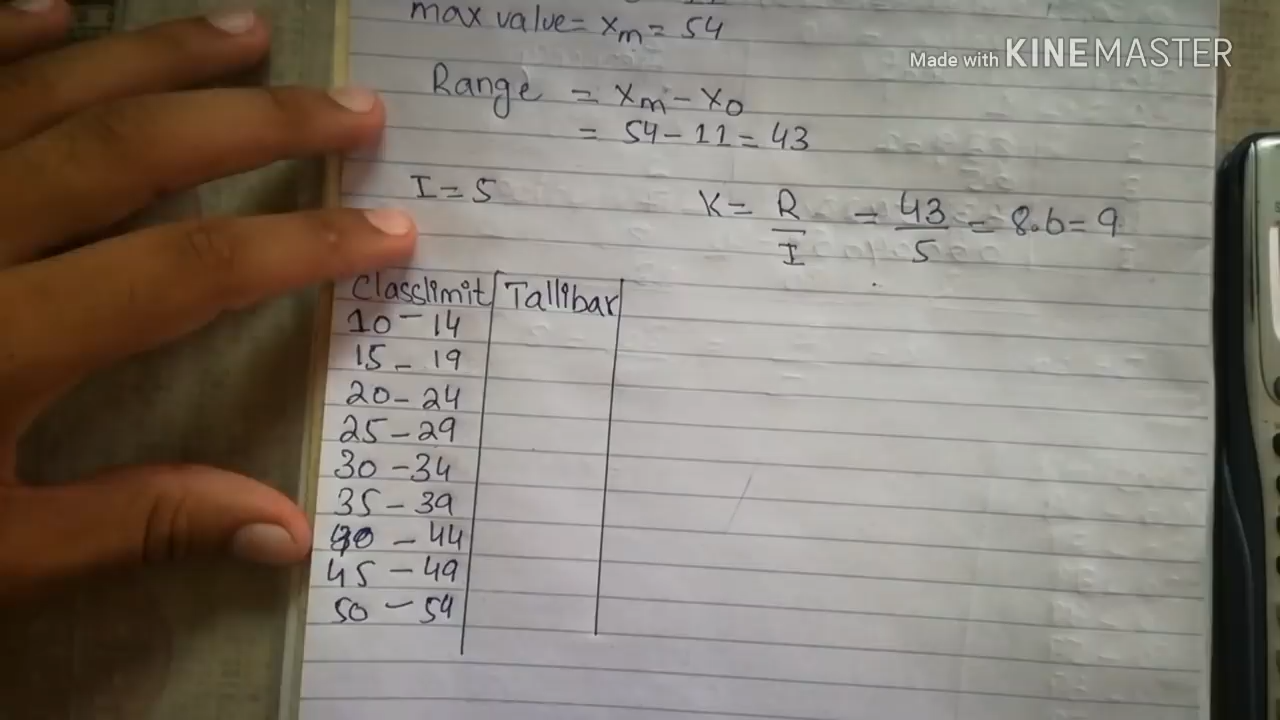 max value = xm = 54
Made with KINEMASTER
Range = xm - x0
= 54 - 11 = 43
I = 5
K = R/I = 43/5 = 8.6 = 9
Classlimit Tallibar
10 - 14
15 - 19
20 - 24
25 - 29
30 - 34
35 - 39
40 - 44
45 - 49
50 - 54